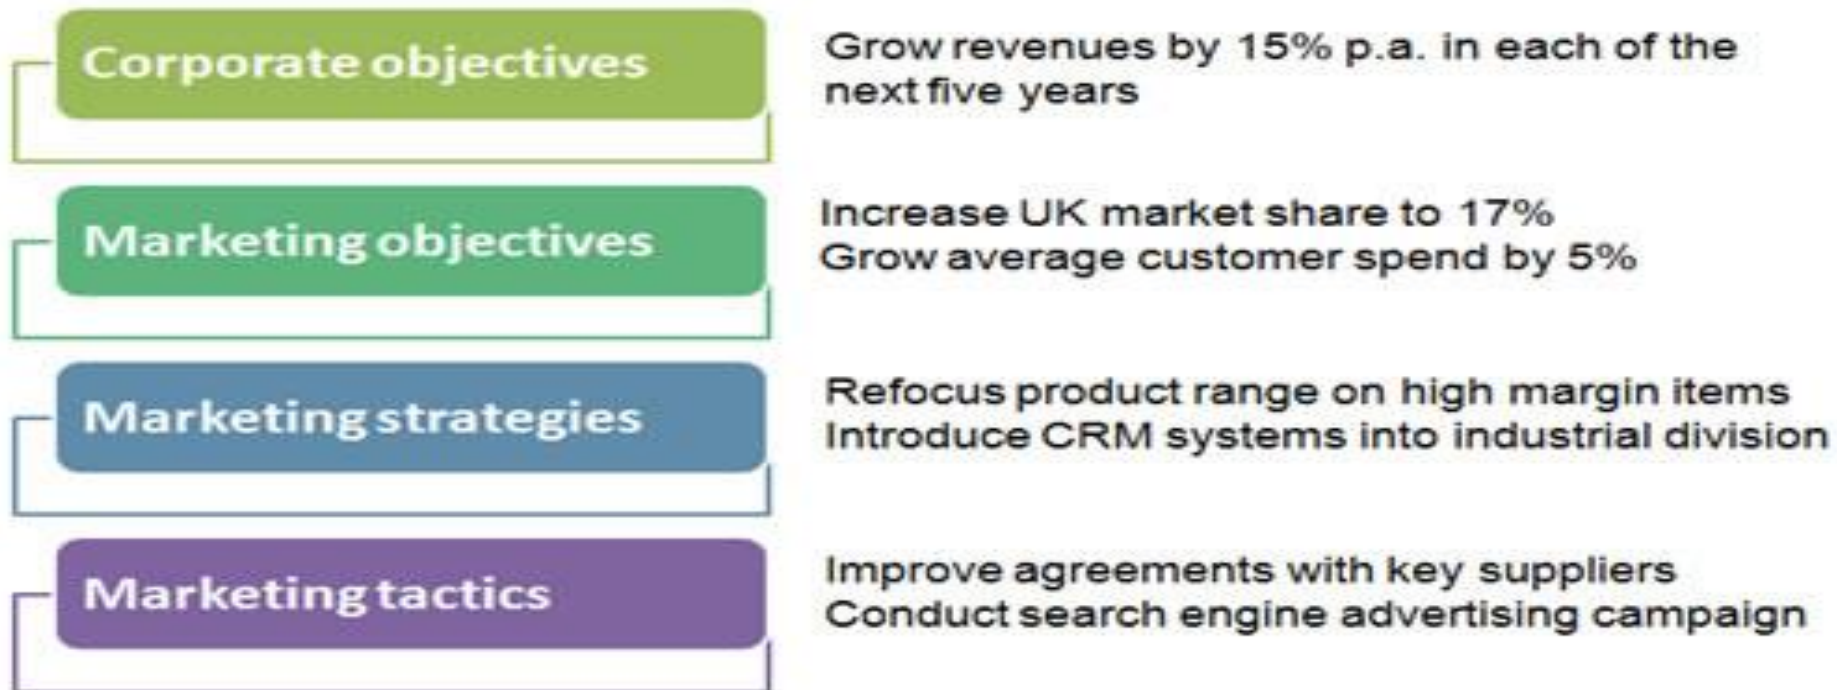 Corporate objectives
Grow revenues by 15% p.a. in each of the
next five years
Marketing objectives
Increase UK market share to 17%
Grow average customer spend by 5%
Marketing strategies
Refocus product range on high margin items
Introduce CRM systems into industrial division
Marketing tactics
Improve agreements with key suppliers
Conduct search engine advertising campaign